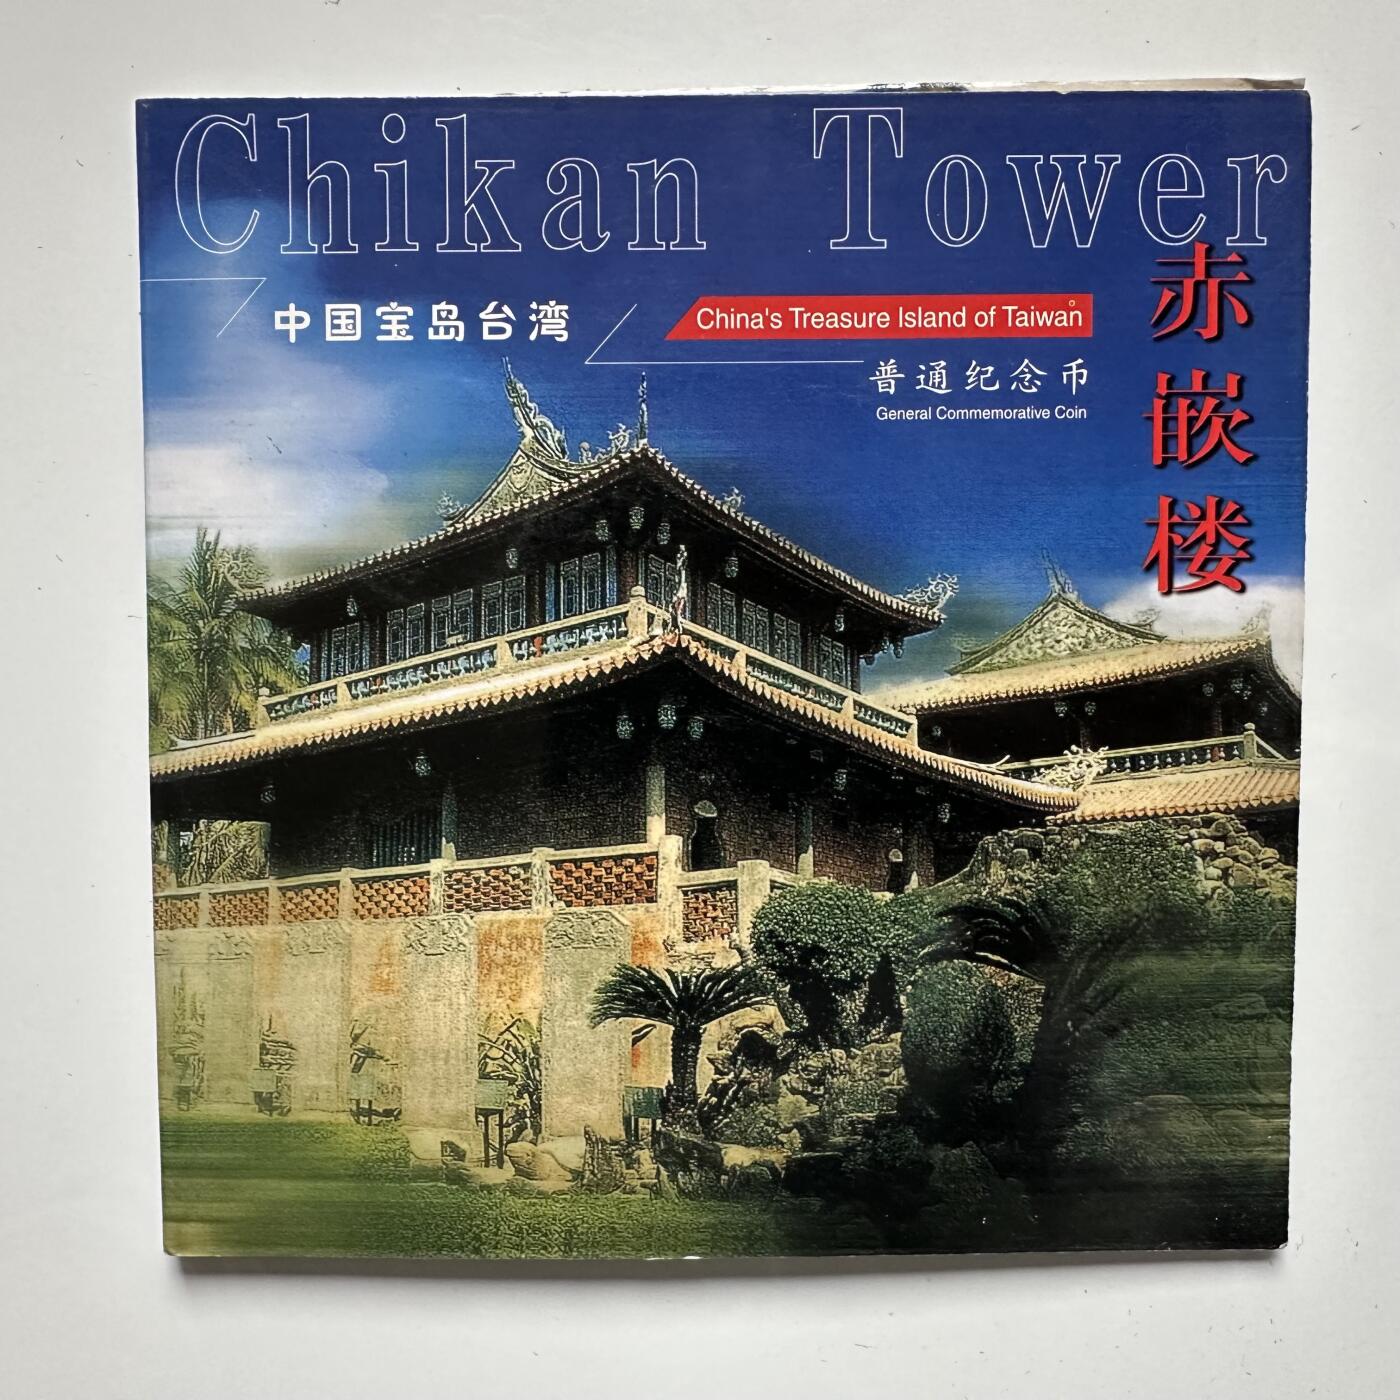 Chikan Tower
中国宝岛台湾
China's Treasure Island of Taiwan
普通纪念币
General Commemorative Coin
赤嵌楼